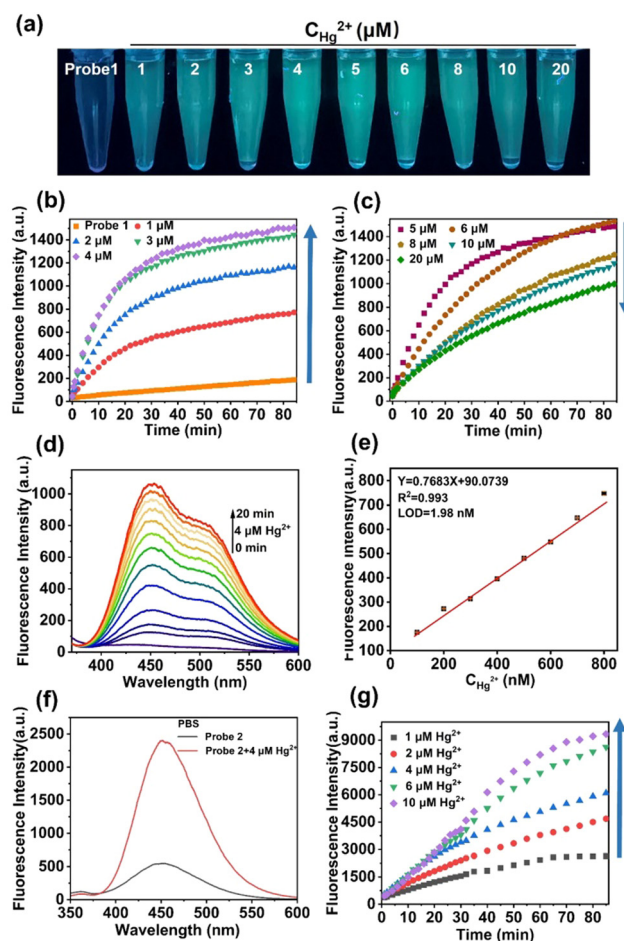 (a)
C_Hg²⁺ (μM)
Probe1 1 2 3 4 5 6 8 10 20
(b)
Fluorescence Intensity (a.u.)
1400
1200
1000
800
600
400
200
0
Probe 1 1 μM
2 μM 3 μM
4 μM
0 10 20 30 40 50 60 70 80
Time (min)
(c)
Fluorescence Intensity (a.u.)
1400
1200
1000
800
600
400
200
0
5 μM 6 μM
8 μM 10 μM
20 μM
0 10 20 30 40 50 60 70 80
Time (min)
(d)
Fluorescence Intensity (a.u.)
1000
800
600
400
200
0
20 min
4 μM Hg²⁺
0 min
400 450 500 550 600
Wavelength (nm)
(e)
Fluorescence Intensity(a.u.)
800
700
600
500
400
300
200
100
Y=0.7683X+90.0739
R²=0.993
LOD=1.98 nM
0 200 400 600 800
C_Hg²⁺ (nM)
(f)
Fluorescence Intensity(a.u.)
2500
2000
1500
1000
500
0
PBS
Probe 2
Probe 2+4 μM Hg²⁺
350 400 450 500 550 600
Wavelength (nm)
(g)
Fluorescence Intensity(a.u.)
9000
7500
6000
4500
3000
1500
0
1 μM Hg²⁺
2 μM Hg²⁺
4 μM Hg²⁺
6 μM Hg²⁺
10 μM Hg²⁺
0 10 20 30 40 50 60 70 80
Time (min)